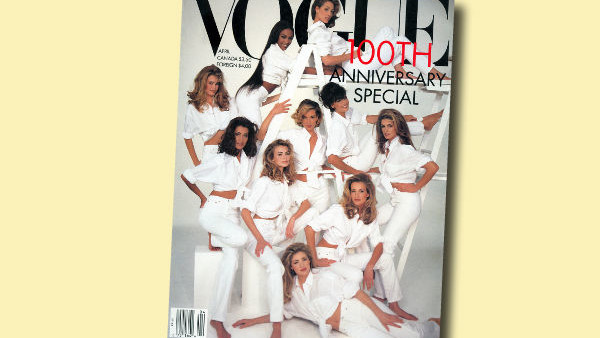 VOGUE
APRIL
CANADA $3.50
FOREIGN $4.00
100TH
ANNIVERSARY
SPECIAL